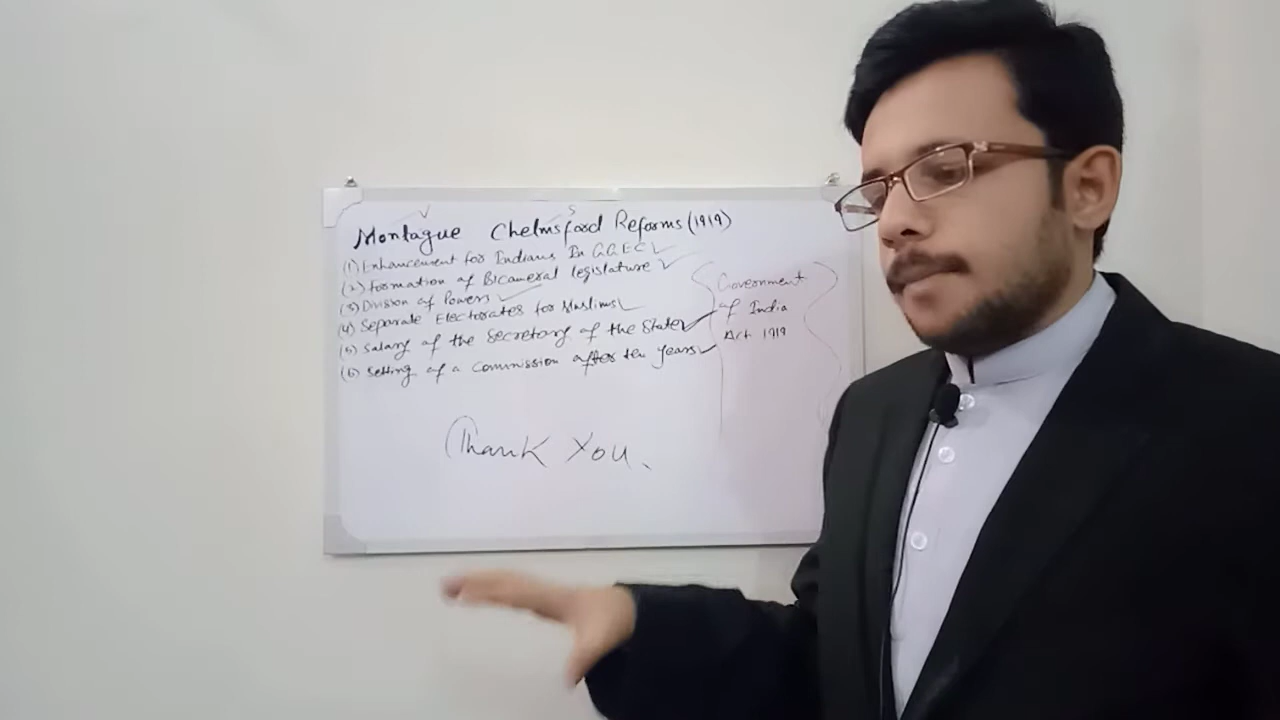 V S
Montague Chelmsford Reforms (1919)
(1) Enhancement for Indians In G.G.E.C
(2) Formation of Bicameral legislature
(3) Division of Powers
(4) Separate Electorates for Muslims
(5) Salary of the Secretary of the State
(6) Setting of a Commission after ten years
Government
of India
Act 1919
Thank You.